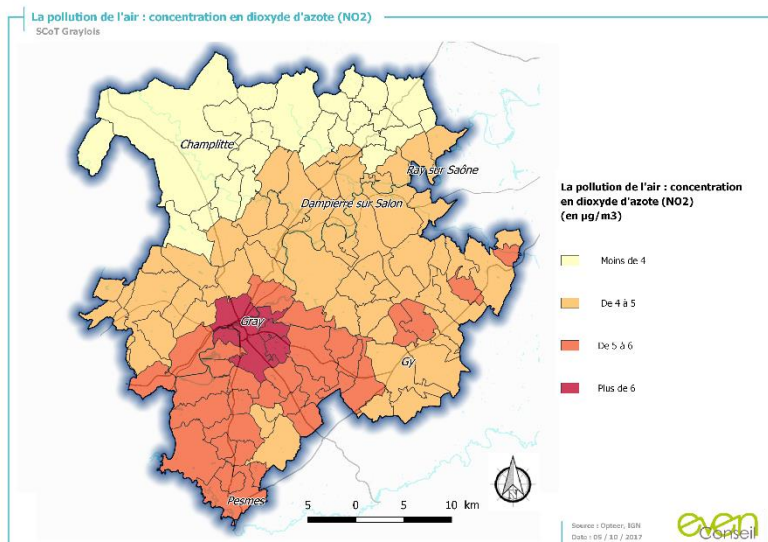 La pollution de l'air : concentration en dioxyde d'azote (NO2)
SCoT Graylois
Champlitte
Ray sur Saône
Dampierre sur Salon
Gray
Gy
Pesmes
La pollution de l'air : concentration
en dioxyde d'azote (NO2)
(en µg/m3)
Moins de 4
De 4 à 5
De 5 à 6
Plus de 6
5 0 5 10 km
Source : Opteer, IGN
Date : 05 / 10 / 2017
even
Conseil